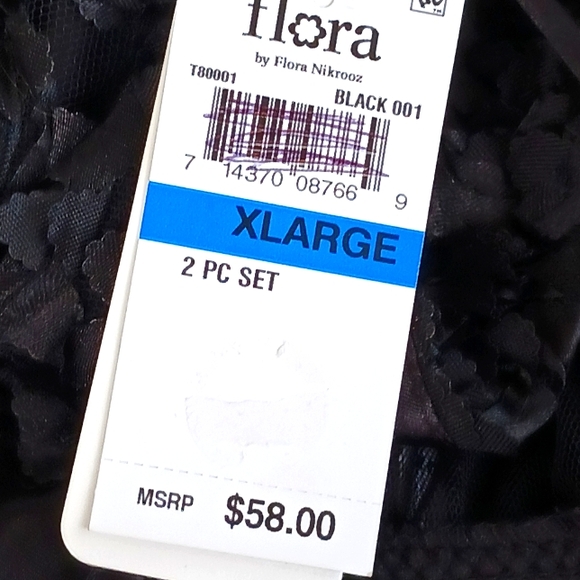 flora
by Flora Nikrooz
T80001
BLACK 001
7 14370 08766 9
XLARGE
2 PC SET
MSRP $58.00